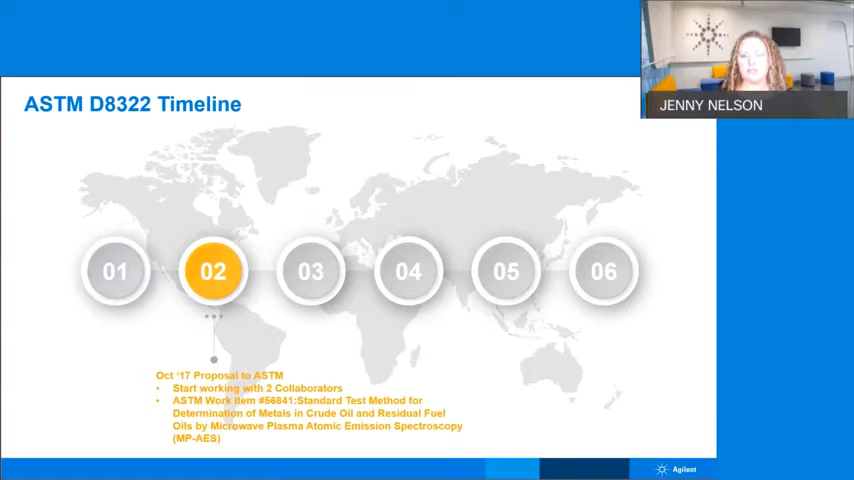 JENNY NELSON
ASTM D8322 Timeline
01 02 03 04 05 06
Oct '17 Proposal to ASTM
• Start working with 2 Collaborators
• ASTM Work item #56841:Standard Test Method for
Determination of Metals in Crude Oil and Residual Fuel
Oils by Microwave Plasma Atomic Emission Spectroscopy
(MP-AES)
Agilent